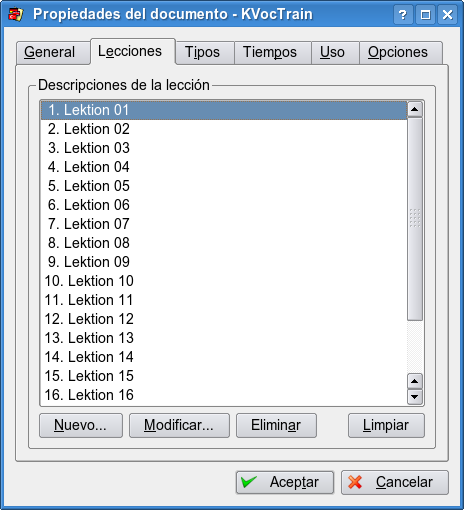 Propiedades del documento - KVocTrain
General Lecciones Tipos Tiempos Uso Opciones
Descripciones de la lección
1. Lektion 01
2. Lektion 02
3. Lektion 03
4. Lektion 04
5. Lektion 05
6. Lektion 06
7. Lektion 07
8. Lektion 08
9. Lektion 09
10. Lektion 10
11. Lektion 11
12. Lektion 12
13. Lektion 13
14. Lektion 14
15. Lektion 15
16. Lektion 16
Nuevo... Modificar... Eliminar Limpiar
Aceptar Cancelar